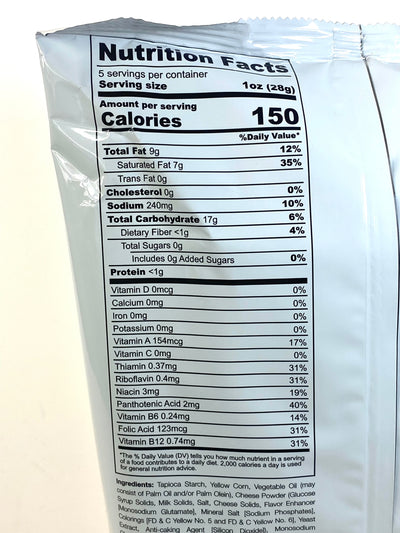 Nutrition Facts
5 servings per container
Serving size 1oz (28g)
Amount per serving
Calories 150
%Daily Value*
Total Fat 9g 12%
Saturated Fat 7g 35%
Trans Fat 0g
Cholesterol 0g 0%
Sodium 240mg 10%
Total Carbohydrate 17g 6%
Dietary Fiber <1g 4%
Total Sugars 0g
Includes 0g Added Sugars 0%
Protein <1g
Vitamin D 0mcg 0%
Calcium 0mg 0%
Iron 0mg 0%
Potassium 0mg 0%
Vitamin A 154mcg 17%
Vitamin C 0mg 0%
Thiamin 0.37mg 31%
Riboflavin 0.4mg 31%
Niacin 3mg 19%
Panthotenic Acid 2mg 40%
Vitamin B6 0.24mg 14%
Folic Acid 123mcg 31%
Vitamin B12 0.74mg 31%
*The % Daily Value (DV) tells you how much nutrient in a serving
of a food contributes to a daily diet. 2,000 calories a day is used
for general nutrition advice.
Ingredients: Tapioca Starch, Yellow Corn, Vegetable Oil (may
consist of Palm Oil and/or Palm Olein), Cheese Powder (Glucose
Syrup Solids, Milk Solids, Salt, Cheese Solids, Flavor Enhancer
[Monosodium Glutamate], Mineral Salt [Sodium Phosphates],
Colorings [FD & C Yellow No. 5 and FD & C Yellow No. 6], Yeast
Extract, Anti-caking Agent [Silicon Dioxide], Monosodium